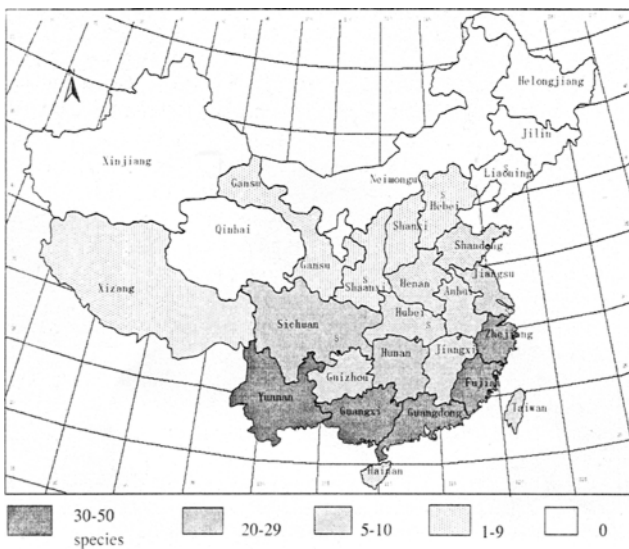 Helongjiang
Jilin
Xinjiang
S
Liaoning
Neimongu
Gansu
S
Hebei
Shanxi
Qinhai
Shandong
Gansu
S
Shaanxi
Henan
Jiangsu
Anhui
Xizang
Hubei
Sichuan
S
S
Zhejiang
Hunan
Jiangxi
Guizhou
Fujian
Yunnan
Guangxi
Guangdong
Taiwan
Hainan
30-50
species
20-29
5-10
1-9
0